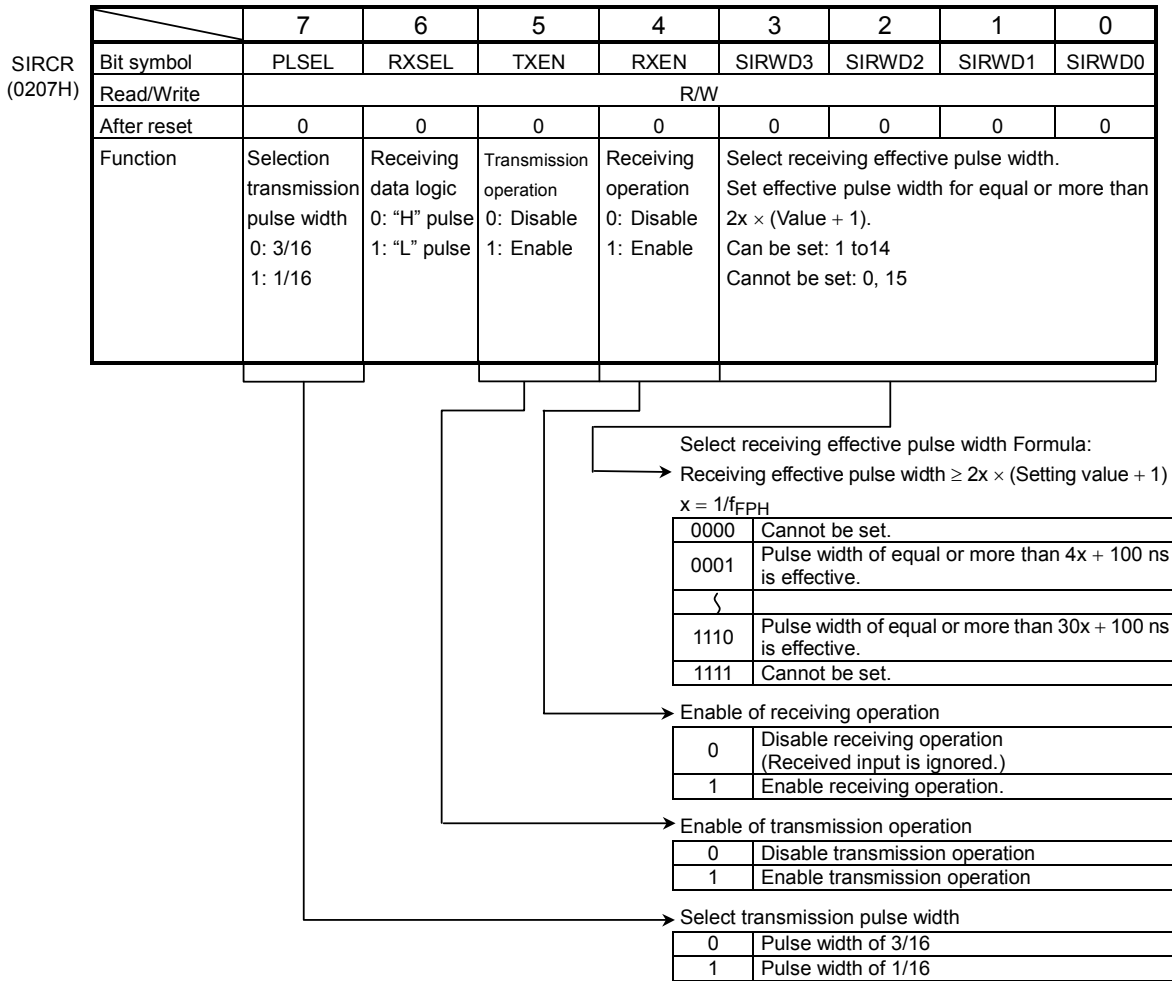 7 6 5 4 3 2 1 0
SIRCR
(0207H)
Bit symbol PLSEL RXSEL TXEN RXEN SIRWD3 SIRWD2 SIRWD1 SIRWD0
Read/Write R/W
After reset 0 0 0 0 0 0 0 0
Function
Selection
transmission
pulse width
0: 3/16
1: 1/16
Receiving
data logic
0: “H” pulse
1: “L” pulse
Transmission
operation
0: Disable
1: Enable
Receiving
operation
0: Disable
1: Enable
Select receiving effective pulse width.
Set effective pulse width for equal or more than
2x × (Value + 1).
Can be set: 1 to14
Cannot be set: 0, 15
Select receiving effective pulse width Formula:
Receiving effective pulse width ≥ 2x × (Setting value + 1)
x = 1/fFPH
0000 Cannot be set.
0001 Pulse width of equal or more than 4x + 100 ns
is effective.
1110 Pulse width of equal or more than 30x + 100 ns
is effective.
1111 Cannot be set.
Enable of receiving operation
0 Disable receiving operation
(Received input is ignored.)
1 Enable receiving operation.
Enable of transmission operation
0 Disable transmission operation
1 Enable transmission operation
Select transmission pulse width
0 Pulse width of 3/16
1 Pulse width of 1/16